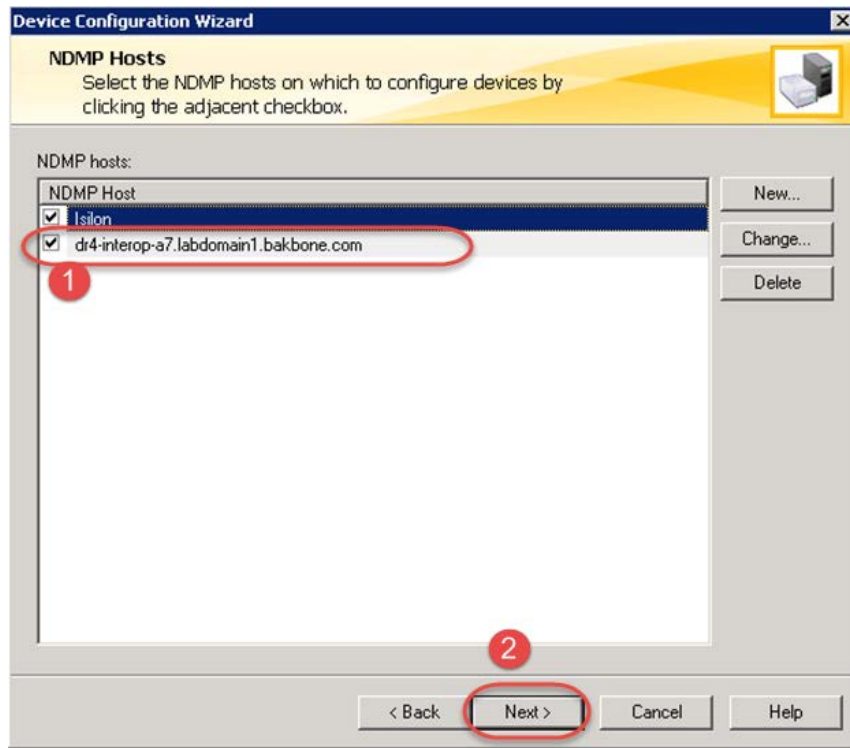 Device Configuration Wizard
NDMP Hosts
Select the NDMP hosts on which to configure devices by
clicking the adjacent checkbox.
NDMP hosts:
NDMP Host
New...
Isilon
dr4-interop-a7.labdomain1.bakbone.com
Change...
1
Delete
2
< Back
Next >
Cancel
Help